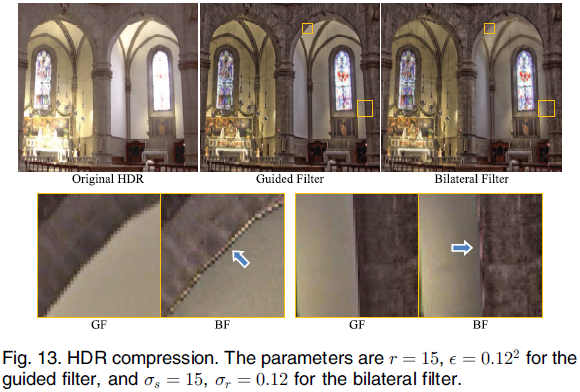 Original HDR
Guided Filter
Bilateral Filter
GF
BF
GF
BF
Fig. 13. HDR compression. The parameters are r = 15, ϵ = 0.12² for the
guided filter, and σₛ = 15, σᵣ = 0.12 for the bilateral filter.